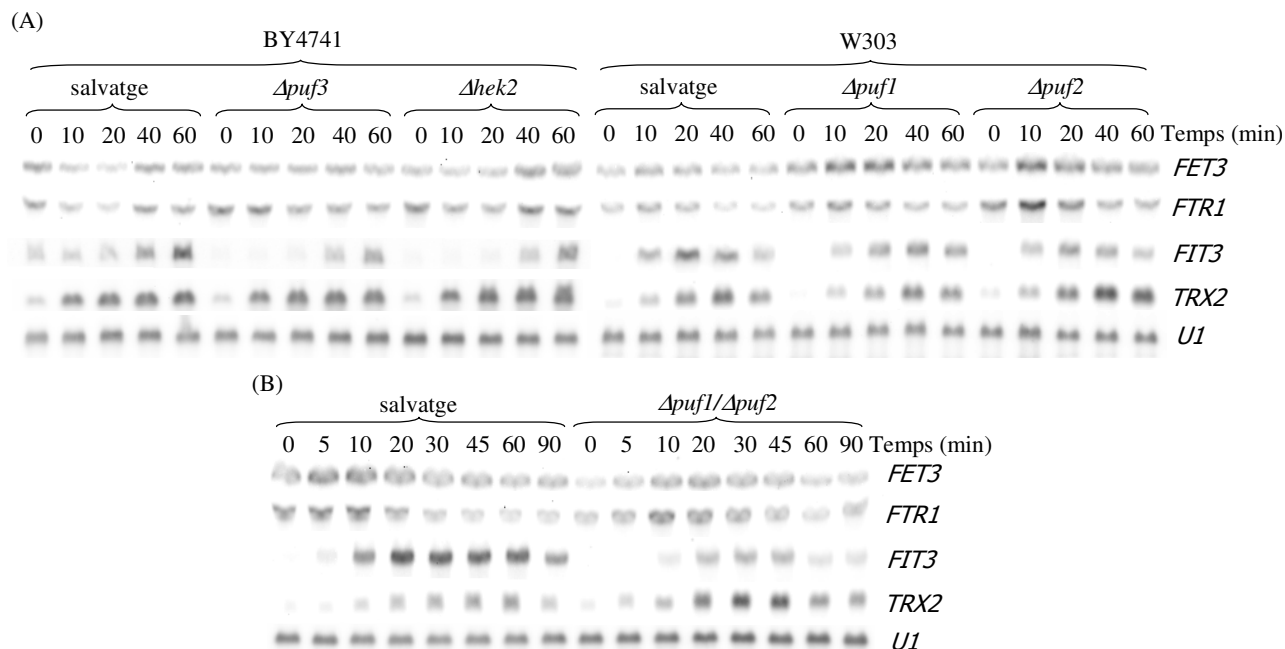 (A)
BY4741 W303
salvatge Δpuf3 Δhek2 salvatge Δpuf1 Δpuf2
0 10 20 40 60 0 10 20 40 60 0 10 20 40 60 0 10 20 40 60 0 10 20 40 60 0 10 20 40 60 Temps (min)
FET3
FTR1
FIT3
TRX2
U1
(B)
salvatge Δpuf1/Δpuf2
0 5 10 20 30 45 60 90 0 5 10 20 30 45 60 90 Temps (min)
FET3
FTR1
FIT3
TRX2
U1